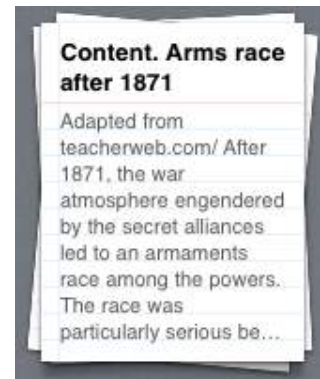 Content. Arms race
after 1871
Adapted from
teacherweb.com/ After
1871, the war
atmosphere engendered
by the secret alliances
led to an armaments
race among the powers.
The race was
particularly serious be...